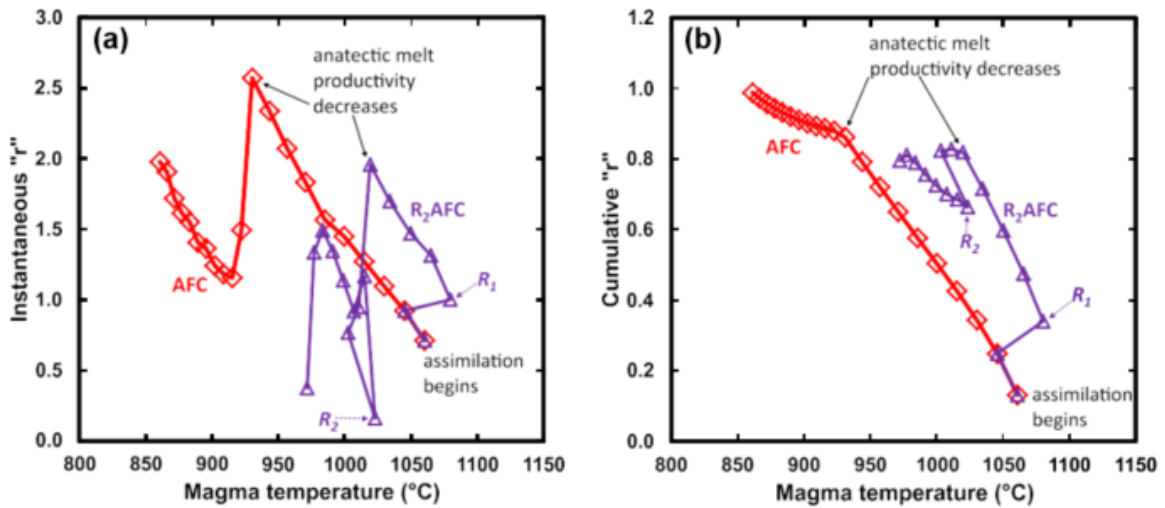 (a)
3.0
2.5
2.0
1.5
1.0
0.5
0.0
Instantaneous "r"
anatectic melt
productivity
decreases
R₂AFC
R₁
AFC
assimilation
begins
R₂
800 850 900 950 1000 1050 1100 1150
Magma temperature (°C)
(b)
1.2
1.0
0.8
0.6
0.4
0.2
0.0
Cumulative "r"
anatectic melt
productivity decreases
AFC
R₂AFC
R₂
R₁
assimilation
begins
800 850 900 950 1000 1050 1100 1150
Magma temperature (°C)